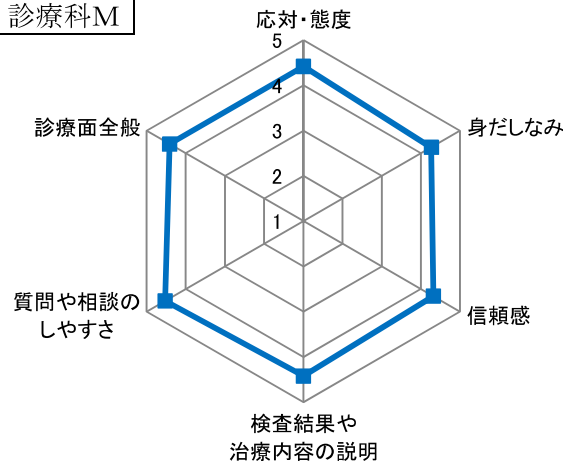 診療科M
応対・態度
5
4
3
2
1
診療面全般
身だしなみ
質問や相談の
しやすさ
信頼感
検査結果や
治療内容の説明